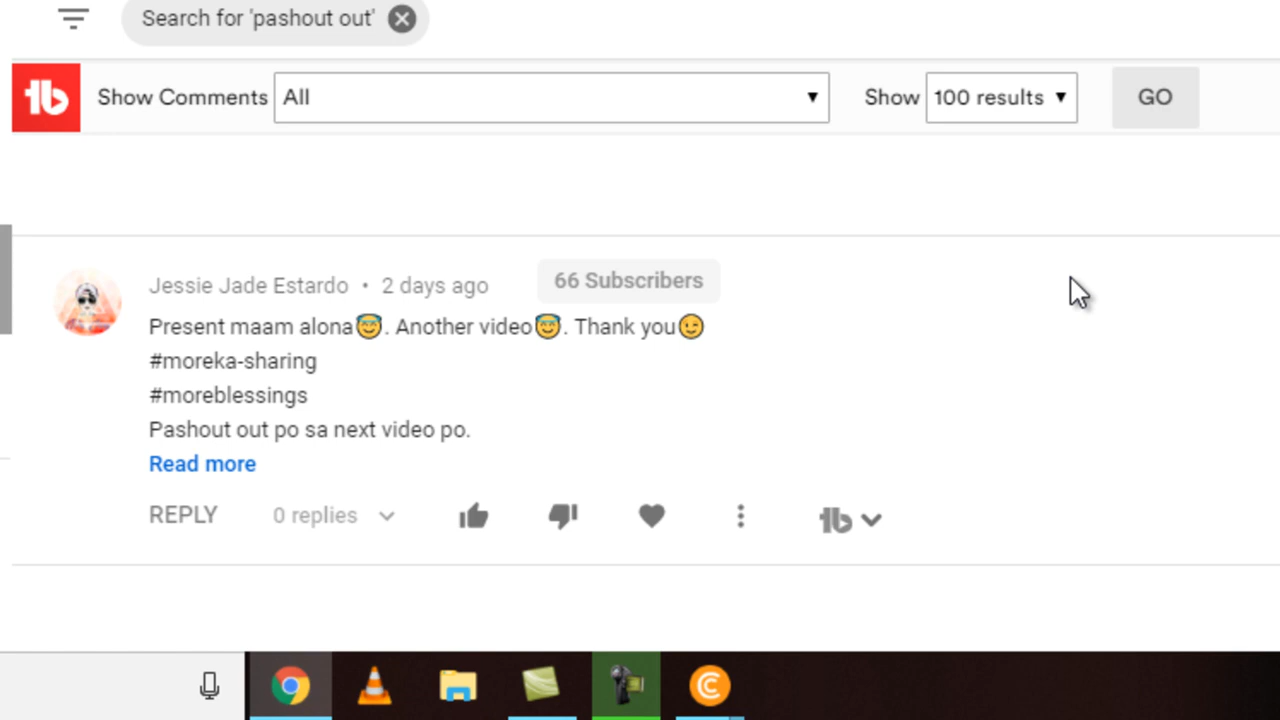 Search for 'pashout out'
tb Show Comments All Show 100 results GO
Jessie Jade Estardo • 2 days ago 66 Subscribers
Present maam alona😇. Another video😇. Thank you😉
#moreka-sharing
#moreblessings
Pashout out po sa next video po.
Read more
REPLY 0 replies tb